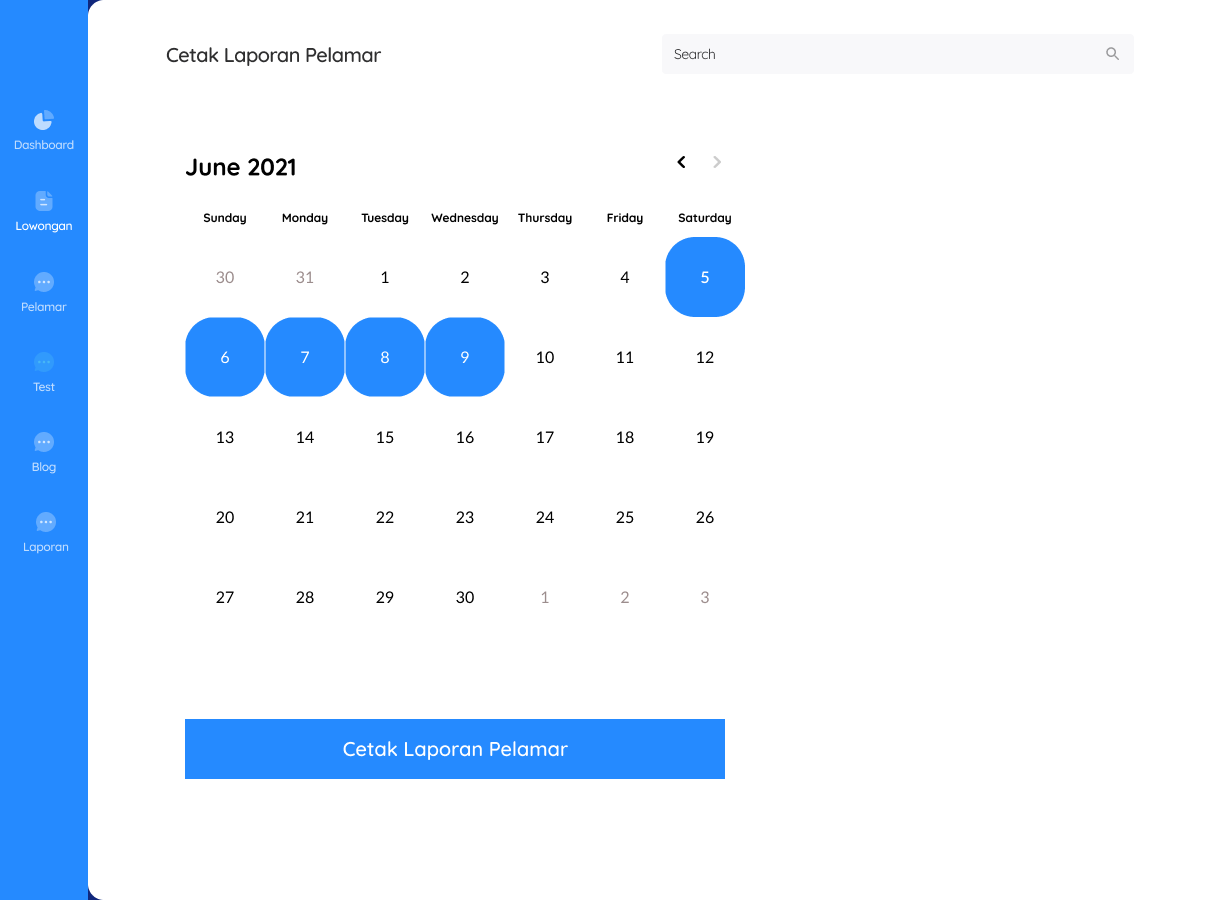 Cetak Laporan Pelamar
Search
Dashboard
Lowongan
Pelamar
Test
Blog
Laporan
June 2021
Sunday Monday Tuesday Wednesday Thursday Friday Saturday
30 31 1 2 3 4 5
6 7 8 9 10 11 12
13 14 15 16 17 18 19
20 21 22 23 24 25 26
27 28 29 30 1 2 3
Cetak Laporan Pelamar